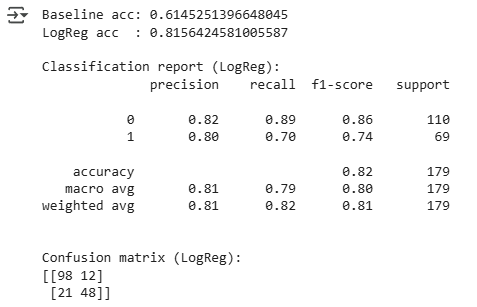 Baseline acc: 0.6145251396648045
LogReg acc  : 0.8156424581005587
Classification report (LogReg):
              precision    recall  f1-score   support
           0       0.82      0.89      0.86       110
           1       0.80      0.70      0.74        69
    accuracy                           0.82       179
   macro avg       0.81      0.79      0.80       179
weighted avg       0.81      0.82      0.81       179
Confusion matrix (LogReg):
[[98 12]
 [21 48]]